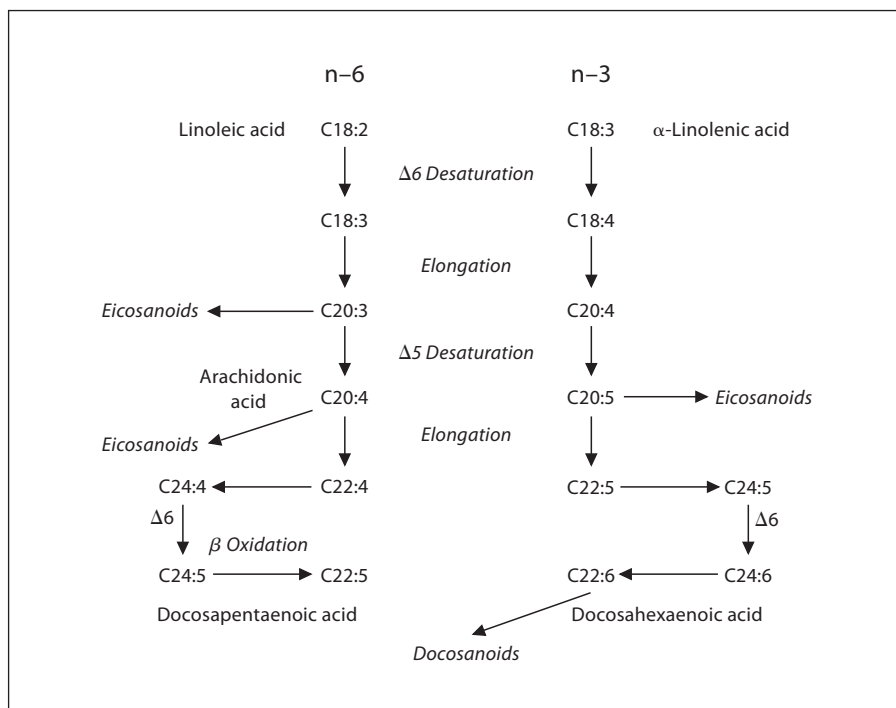 n–6 n–3
Linoleic acid C18:2 C18:3 α-Linolenic acid
Δ6 Desaturation
C18:3 C18:4
Elongation
Eicosanoids C20:3 C20:4
Δ5 Desaturation
Arachidonic
acid C20:4 C20:5 Eicosanoids
Elongation
Eicosanoids
C24:4 C22:4 C22:5 C24:5
Δ6 Δ6
β Oxidation
C24:5 C22:5 C22:6 C24:6
Docosapentaenoic acid Docosahexaenoic acid
Docosanoids